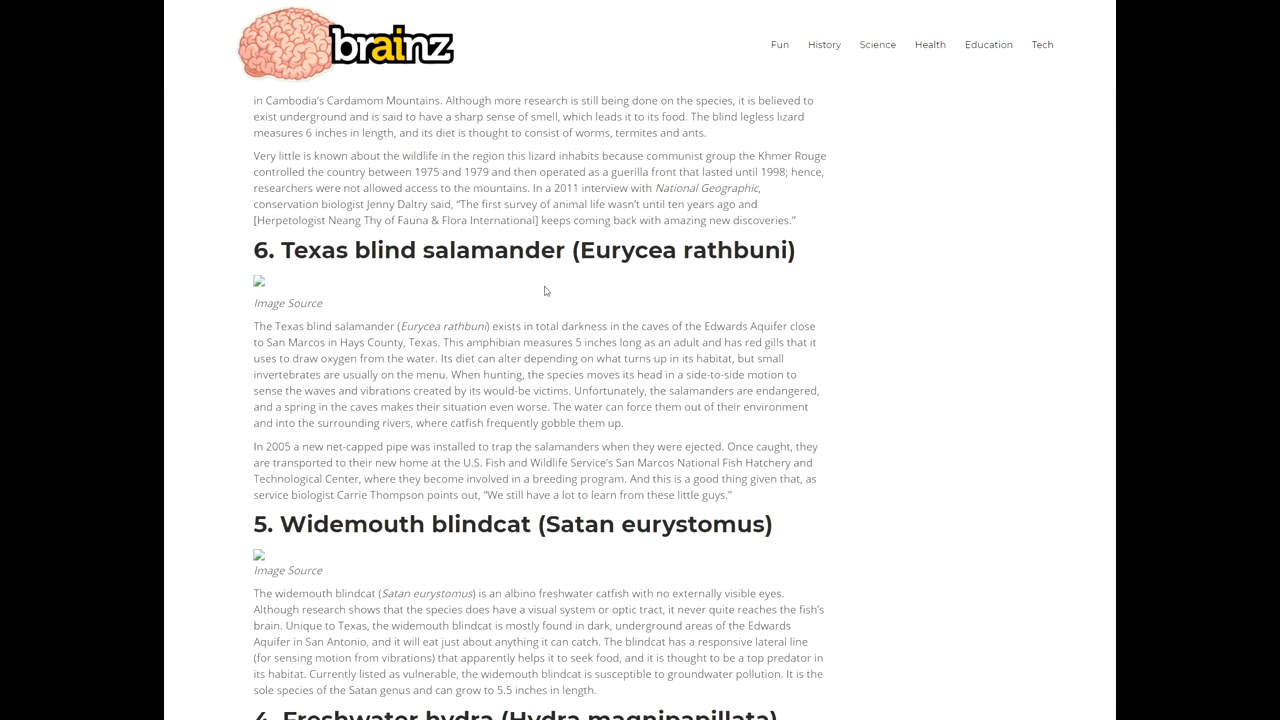 brainz
Fun History Science Health Education Tech
in Cambodia’s Cardamom Mountains. Although more research is still being done on the species, it is believed to
exist underground and is said to have a sharp sense of smell, which leads it to its food. The blind legless lizard
measures 6 inches in length, and its diet is thought to consist of worms, termites and ants.
Very little is known about the wildlife in the region this lizard inhabits because communist group the Khmer Rouge
controlled the country between 1975 and 1979 and then operated as a guerilla front that lasted until 1998; hence,
researchers were not allowed access to the mountains. In a 2011 interview with National Geographic,
conservation biologist Jenny Daltry said, “The first survey of animal life wasn’t until ten years ago and
[Herpetologist Neang Thy of Fauna & Flora International] keeps coming back with amazing new discoveries.”
6. Texas blind salamander (Eurycea rathbuni)
Image Source
The Texas blind salamander (Eurycea rathbuni) exists in total darkness in the caves of the Edwards Aquifer close
to San Marcos in Hays County, Texas. This amphibian measures 5 inches long as an adult and has red gills that it
uses to draw oxygen from the water. Its diet can alter depending on what turns up in its habitat, but small
invertebrates are usually on the menu. When hunting, the species moves its head in a side-to-side motion to
sense the waves and vibrations created by its would-be victims. Unfortunately, the salamanders are endangered,
and a spring in the caves makes their situation even worse. The water can force them out of their environment
and into the surrounding rivers, where catfish frequently gobble them up.
In 2005 a new net-capped pipe was installed to trap the salamanders when they were ejected. Once caught, they
are transported to their new home at the U.S. Fish and Wildlife Service’s San Marcos National Fish Hatchery and
Technological Center, where they become involved in a breeding program. And this is a good thing given that, as
service biologist Carrie Thompson points out, “We still have a lot to learn from these little guys.”
5. Widemouth blindcat (Satan eurystomus)
Image Source
The widemouth blindcat (Satan eurystomus) is an albino freshwater catfish with no externally visible eyes.
Although research shows that the species does have a visual system or optic tract, it never quite reaches the fish’s
brain. Unique to Texas, the widemouth blindcat is mostly found in dark, underground areas of the Edwards
Aquifer in San Antonio, and it will eat just about anything it can catch. The blindcat has a responsive lateral line
(for sensing motion from vibrations) that apparently helps it to seek food, and it is thought to be a top predator in
its habitat. Currently listed as vulnerable, the widemouth blindcat is susceptible to groundwater pollution. It is the
sole species of the Satan genus and can grow to 5.5 inches in length.
4. Freshwater hydra (Hydra magnipapillata)